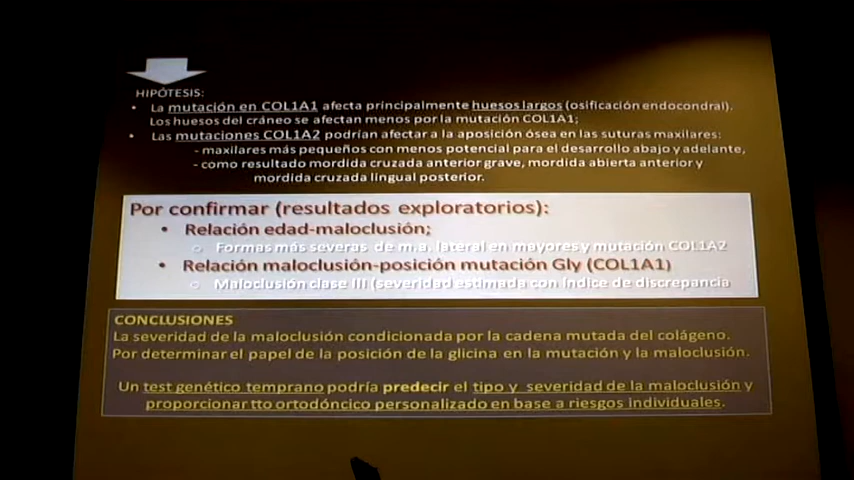 HIPÓTESIS:
• La mutación en COL1A1 afecta principalmente huesos largos (osificación endocondral).
Los huesos del cráneo se afectan menos por la mutación COL1A1;
• Las mutaciones COL1A2 podrían afectar a la aposición ósea en las suturas maxilares:
- maxilares más pequeños con menos potencial para el desarrollo abajo y adelante,
- como resultado mordida cruzada anterior grave, mordida abierta anterior y
mordida cruzada lingual posterior.
Por confirmar (resultados exploratorios):
• Relación edad-maloclusión;
○ Formas más severas de m.a. lateral en mayores y mutación COL1A2
• Relación maloclusión-posición mutación Gly (COL1A1)
○ Maloclusión clase III (severidad estimada con índice de discrepancia
CONCLUSIONES
La severidad de la maloclusión condicionada por la cadena mutada del colágeno.
Por determinar el papel de la posición de la glicina en la mutación y la maloclusión.
Un test genético temprano podría predecir el tipo y severidad de la maloclusión y
proporcionar tto ortodóncico personalizado en base a riesgos individuales.